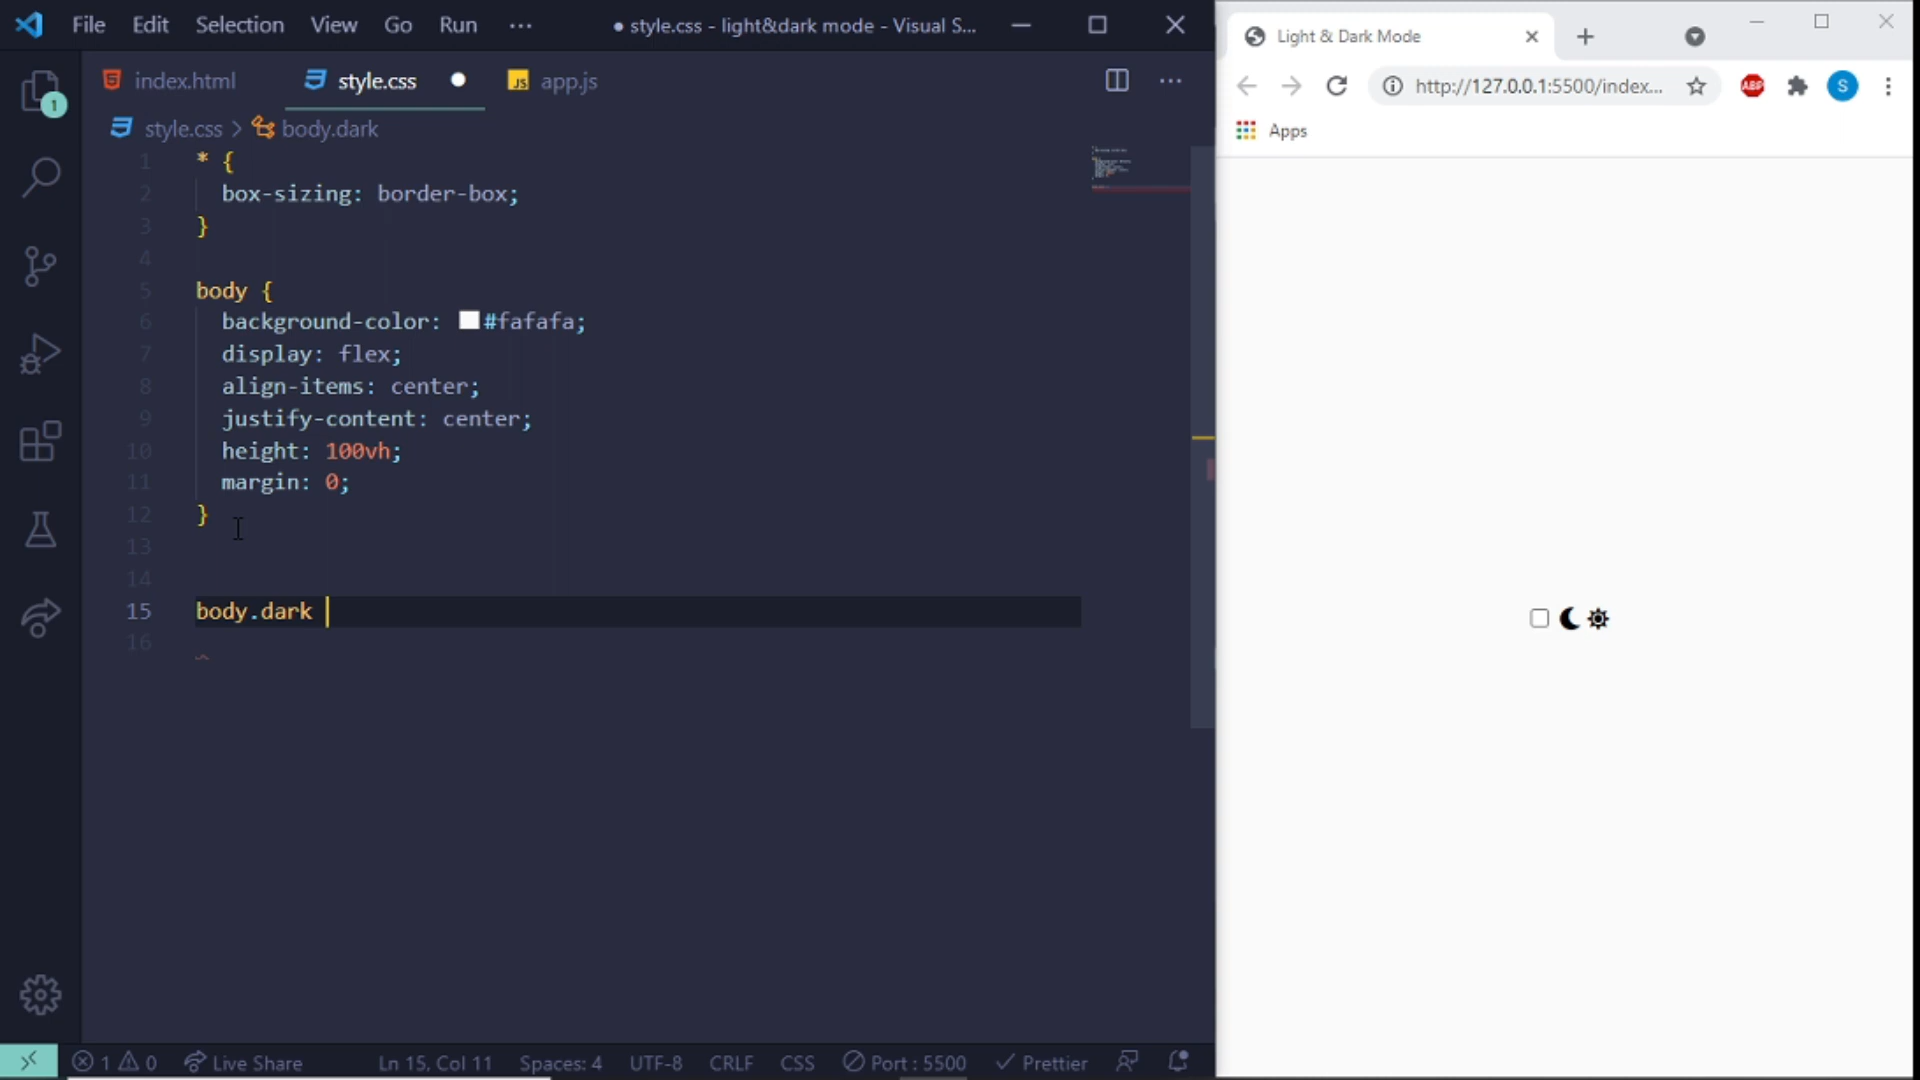 File Edit Selection View Go Run ··· ● style.css - light&dark mode - Visual S...
index.html style.css ● JS app.js ···
style.css > body.dark
1 * {
2 box-sizing: border-box;
3 }
4
5 body {
6 background-color: #fafafa;
7 display: flex;
8 align-items: center;
9 justify-content: center;
10 height: 100vh;
11 margin: 0;
12 }
13
14
15 body.dark
16
1
1 0 Live Share Ln 15, Col 11 Spaces: 4 UTF-8 CRLF CSS Port : 5500 Prettier
Light & Dark Mode
http://127.0.0.1:5500/index... ABP S
Apps